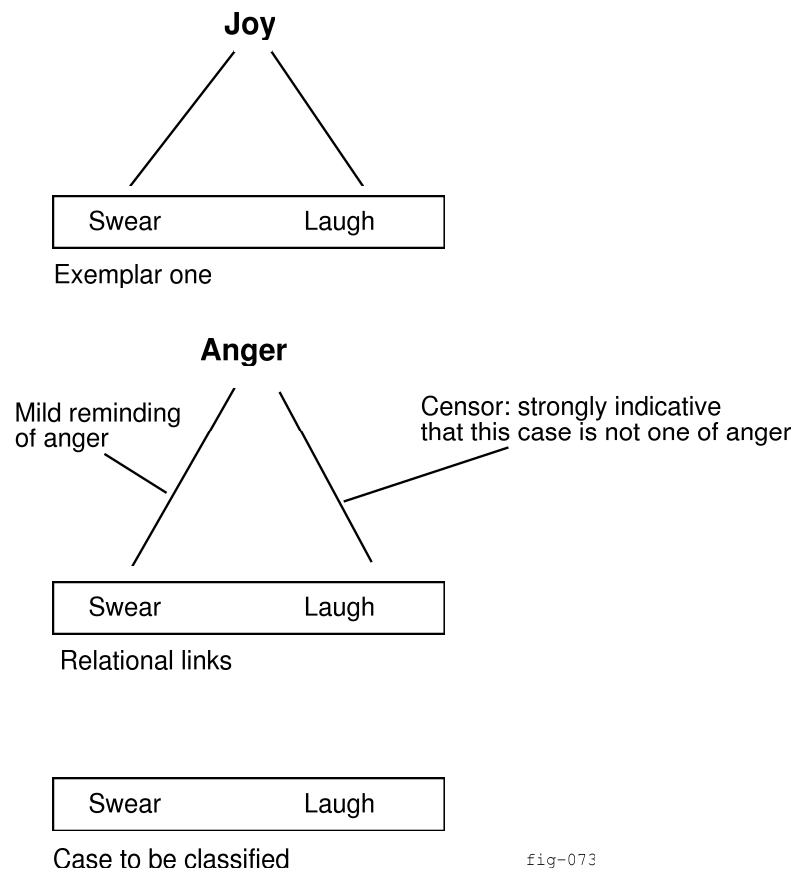 Joy
Swear Laugh
Exemplar one
Anger
Mild reminding
of anger
Censor: strongly indicative
that this case is not one of anger
Swear Laugh
Relational links
Swear Laugh
Case to be classified
fig-073